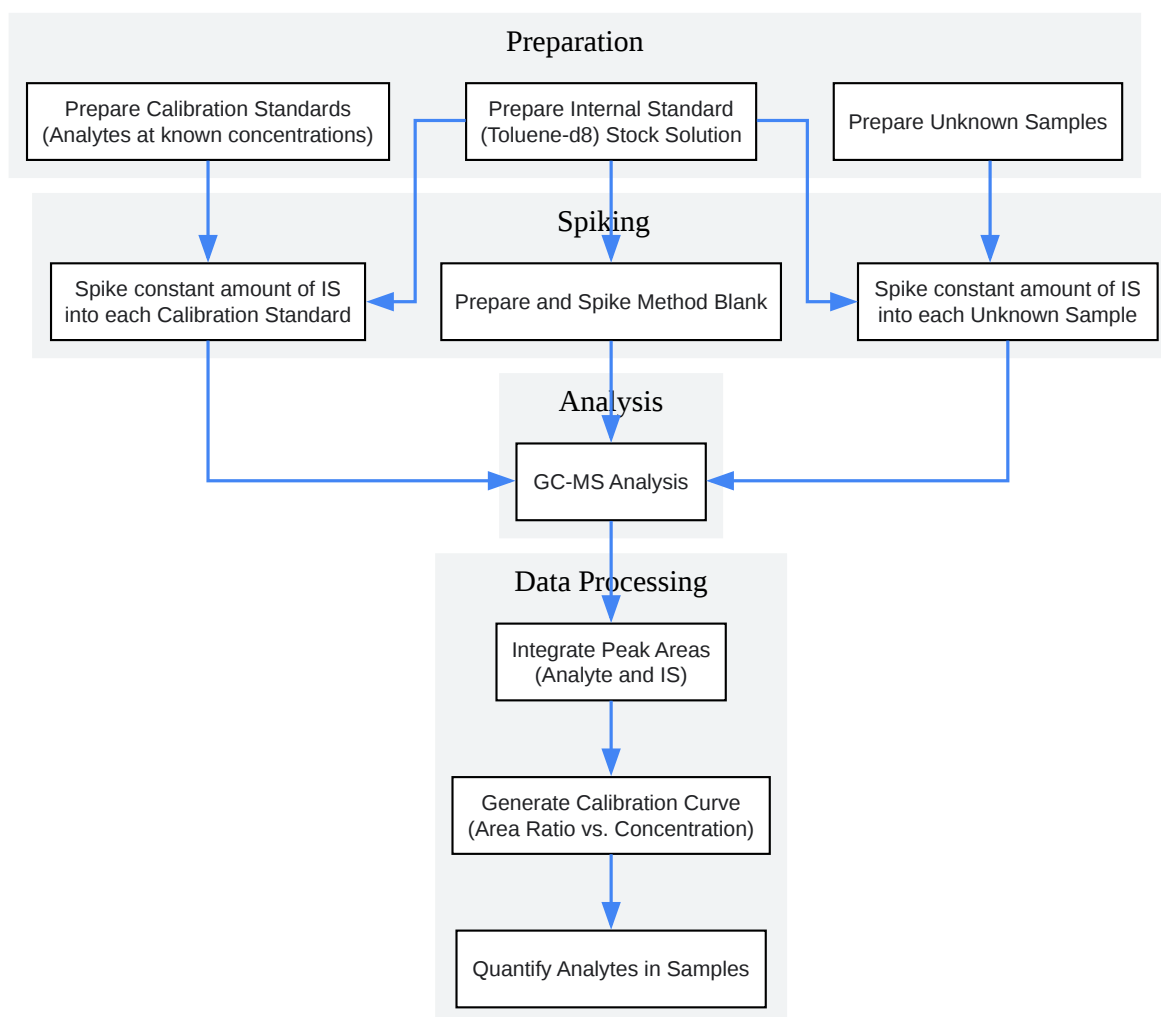 Preparation
Prepare Calibration Standards
(Analytes at known concentrations)
Prepare Internal Standard
(Toluene-d8) Stock Solution
Prepare Unknown Samples
Spiking
Spike constant amount of IS
into each Calibration Standard
Prepare and Spike Method Blank
Spike constant amount of IS
into each Unknown Sample
Analysis
GC-MS Analysis
Data Processing
Integrate Peak Areas
(Analyte and IS)
Generate Calibration Curve
(Area Ratio vs. Concentration)
Quantify Analytes in Samples